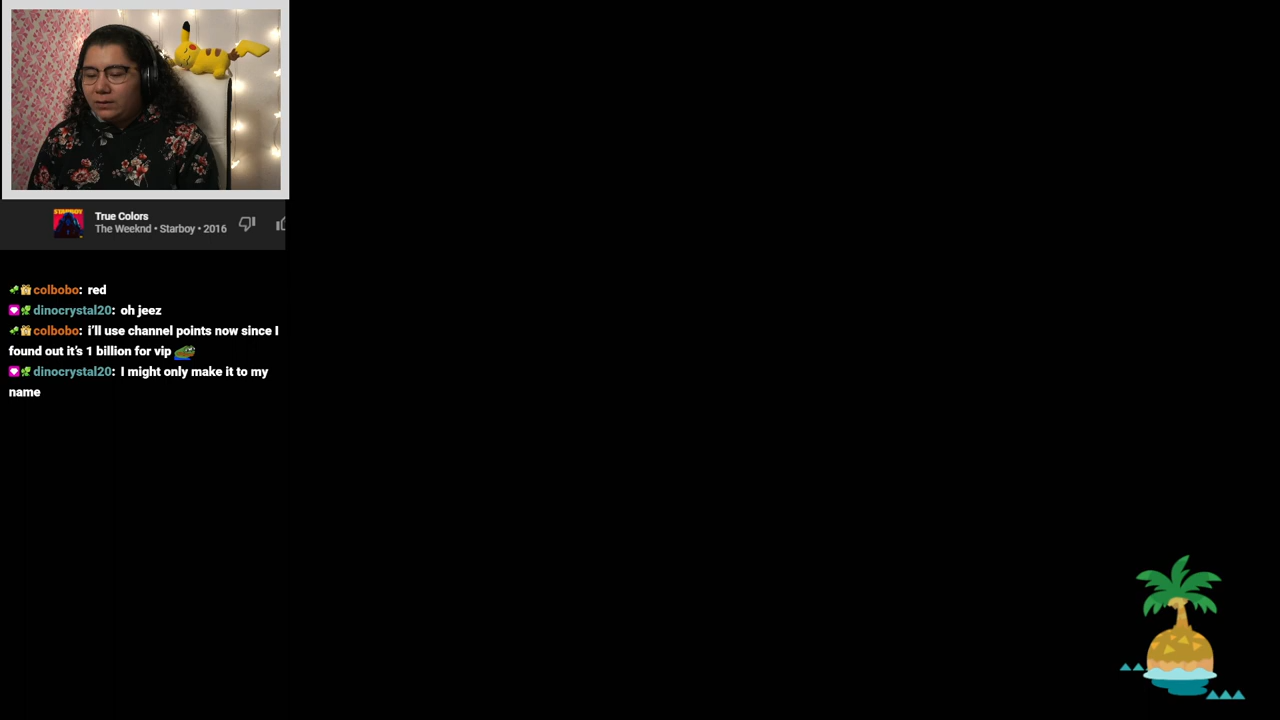 STARBOY
True Colors
The Weeknd • Starboy • 2016
colbobo: red
dinocrystal20: oh jeez
colbobo: i’ll use channel points now since I
found out it’s 1 billion for vip
dinocrystal20: I might only make it to my
name